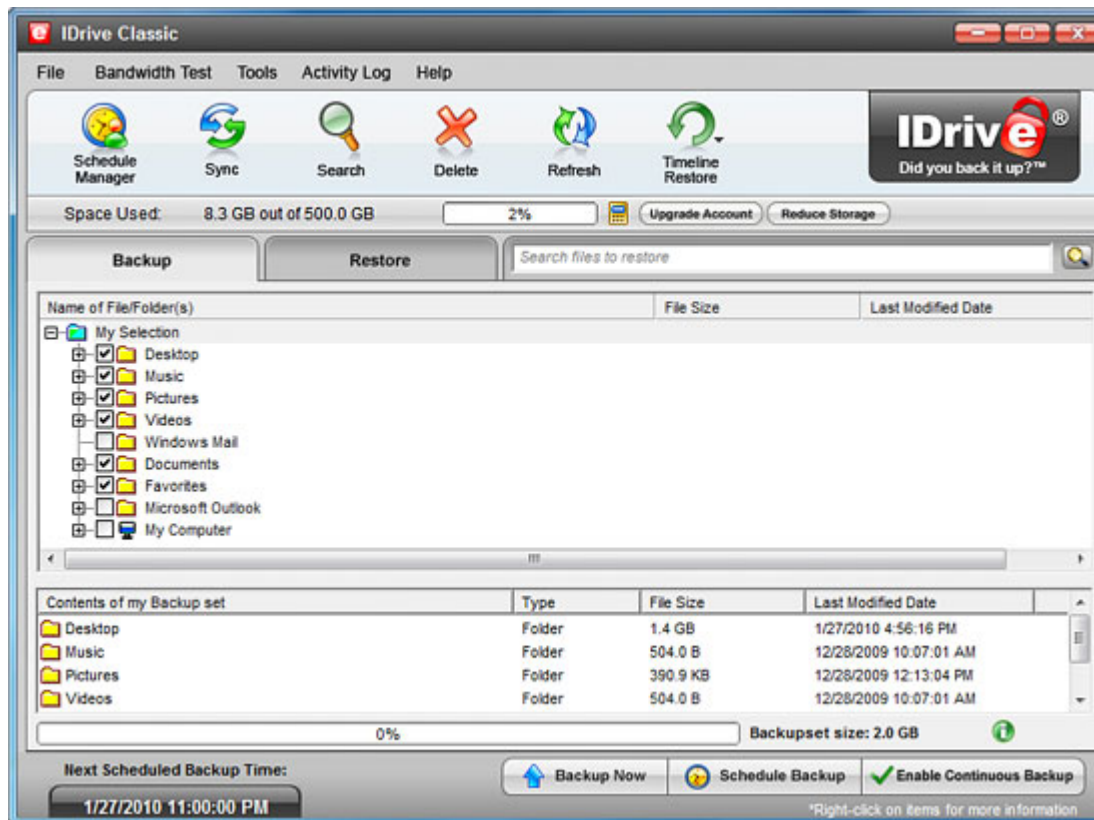 IDrive Classic
File Bandwidth Test Tools Activity Log Help
Schedule Manager Sync Search Delete Refresh Timeline Restore
IDrive®
Did you back it up?™
Space Used: 8.3 GB out of 500.0 GB 2% Upgrade Account Reduce Storage
Backup Restore Search files to restore
Name of File/Folder(s) File Size Last Modified Date
My Selection
Desktop
Music
Pictures
Videos
Windows Mail
Documents
Favorites
Microsoft Outlook
My Computer
Contents of my Backup set Type File Size Last Modified Date
Desktop Folder 1.4 GB 1/27/2010 4:56:16 PM
Music Folder 504.0 B 12/28/2009 10:07:01 AM
Pictures Folder 390.9 KB 12/28/2009 12:13:04 PM
Videos Folder 504.0 B 12/28/2009 10:07:01 AM
0% Backupset size: 2.0 GB
Next Scheduled Backup Time: Backup Now Schedule Backup Enable Continuous Backup
1/27/2010 11:00:00 PM *Right-click on items for more information